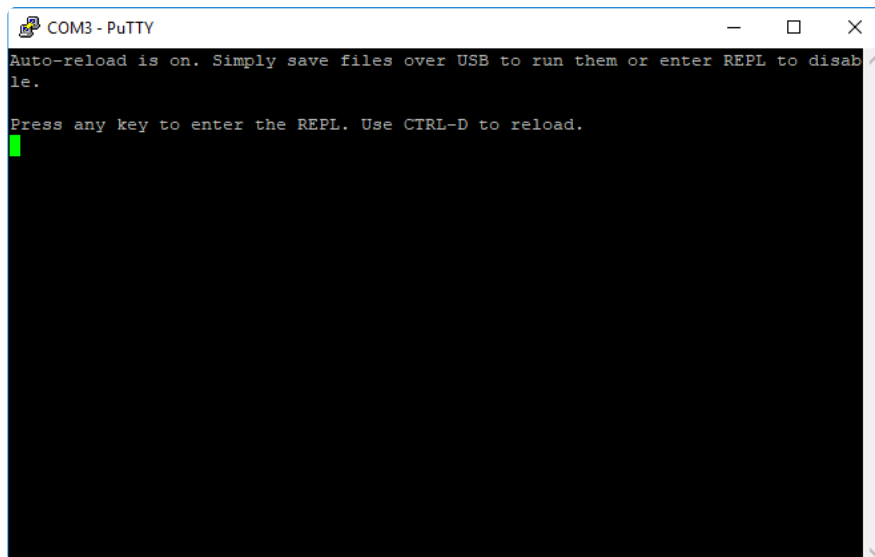 COM3 - PuTTY
Auto-reload is on. Simply save files over USB to run them or enter REPL to disab
le.
Press any key to enter the REPL. Use CTRL-D to reload.